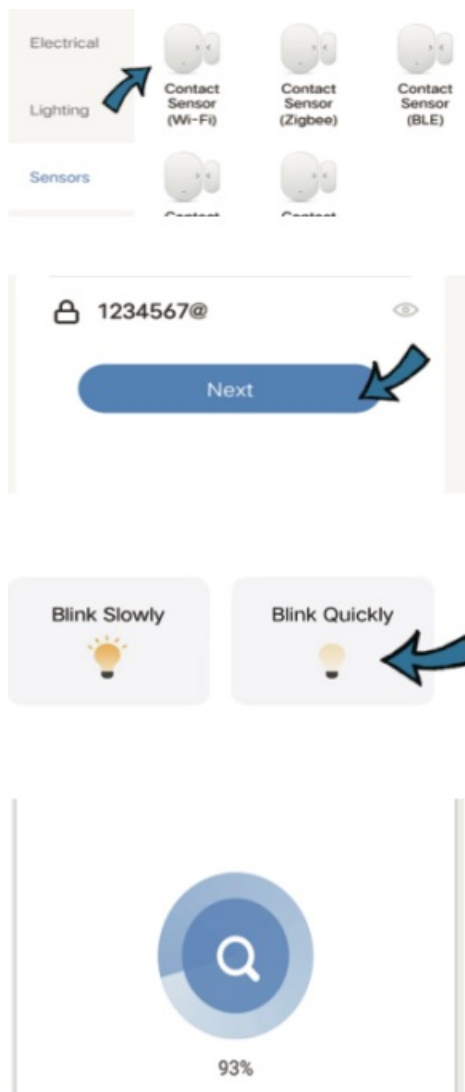 Electrical
Contact Sensor (Wi-Fi)
Contact Sensor (Zigbee)
Contact Sensor (BLE)
Lighting
Sensors
1234567@
Next
Blink Slowly
Blink Quickly
93%